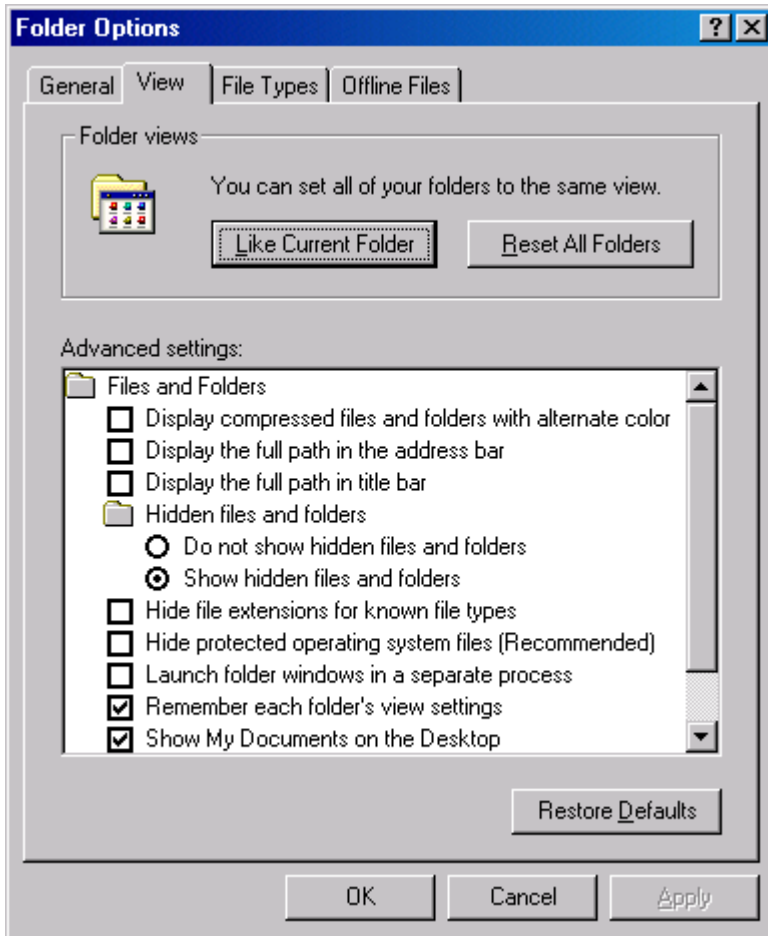 Folder Options
General View File Types Offline Files
Folder views
You can set all of your folders to the same view.
Like Current Folder Reset All Folders
Advanced settings:
Files and Folders
Display compressed files and folders with alternate color
Display the full path in the address bar
Display the full path in title bar
Hidden files and folders
Do not show hidden files and folders
Show hidden files and folders
Hide file extensions for known file types
Hide protected operating system files (Recommended)
Launch folder windows in a separate process
Remember each folder's view settings
Show My Documents on the Desktop
Restore Defaults
OK Cancel Apply